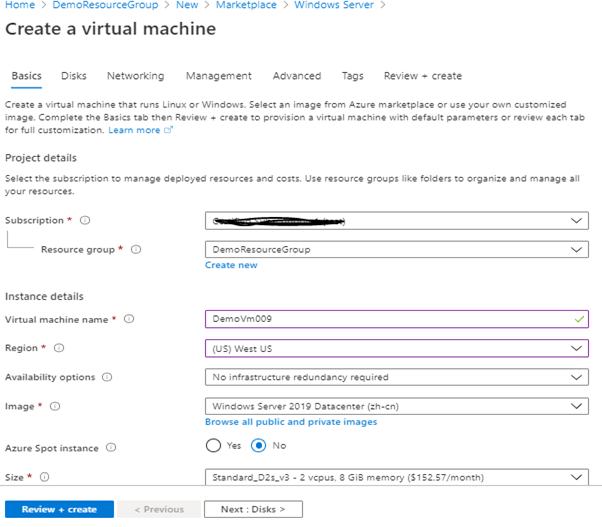 Home > DemoResourceGroup > New > Marketplace > Windows Server >
Create a virtual machine
Basics Disks Networking Management Advanced Tags Review + create
Create a virtual machine that runs Linux or Windows. Select an image from Azure marketplace or use your own customized
image. Complete the Basics tab then Review + create to provision a virtual machine with default parameters or review each tab
for full customization. Learn more
Project details
Select the subscription to manage deployed resources and costs. Use resource groups like folders to organize and manage all
your resources.
Subscription *
Resource group * DemoResourceGroup
Create new
Instance details
Virtual machine name * DemoVm009
Region * (US) West US
Availability options No infrastructure redundancy required
Image * Windows Server 2019 Datacenter (zh-cn)
Browse all public and private images
Azure Spot instance Yes No
Size * Standard_D2s_v3 - 2 vcpus, 8 GiB memory ($152.57/month)
Review + create < Previous Next : Disks >